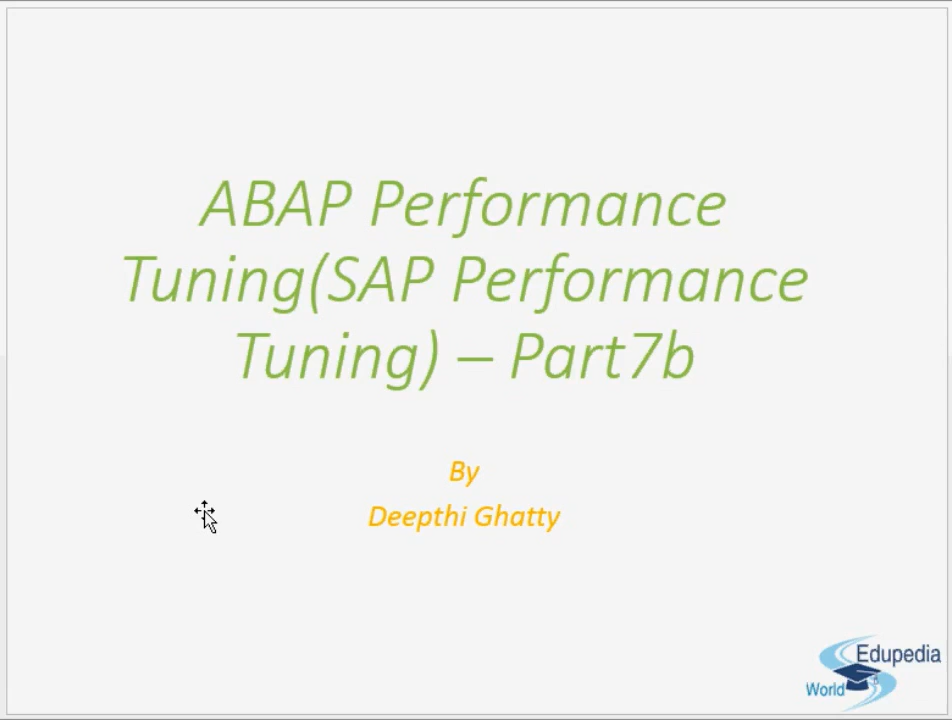 ABAP Performance
Tuning(SAP Performance
Tuning) – Part7b
By
Deepthi Ghatty
Edupedia
World